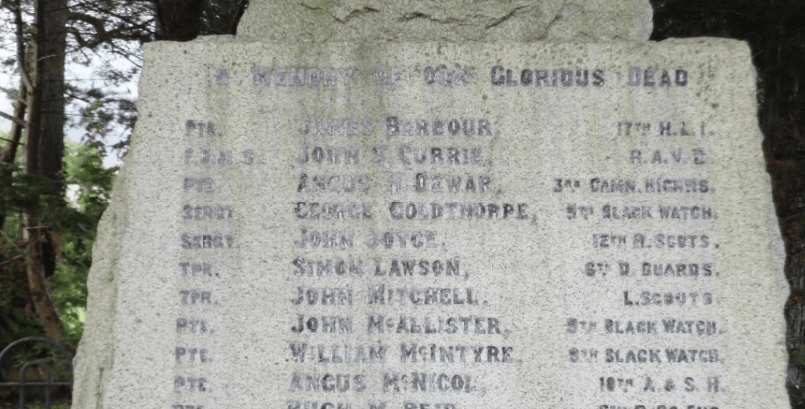 MEMORY OF OUR GLORIOUS DEAD
PTE. JAMES BARBOUR, 17TH H.L.I.
JOHN S. CURRIE, R.A.V.C.
PTE. ANGUS H. DEWAR, 3RD CAMN. HIGHRS.
SERGT. GEORGE GOLDTHORPE, 5TH BLACK WATCH.
SERGT. JOHN JOYCE, 12TH R. SCOTS.
TPR. SIMON LAWSON, 6TH D. GUARDS.
TPR. JOHN MITCHELL. L. SCOUTS
PTE. JOHN MCALLISTER, BLACK WATCH.
PTE. WILLIAM MCINTYRE, 8TH BLACK WATCH.
PTE. ANGUS MCNICOL, 10TH A & S. H.
HUGH M. REID